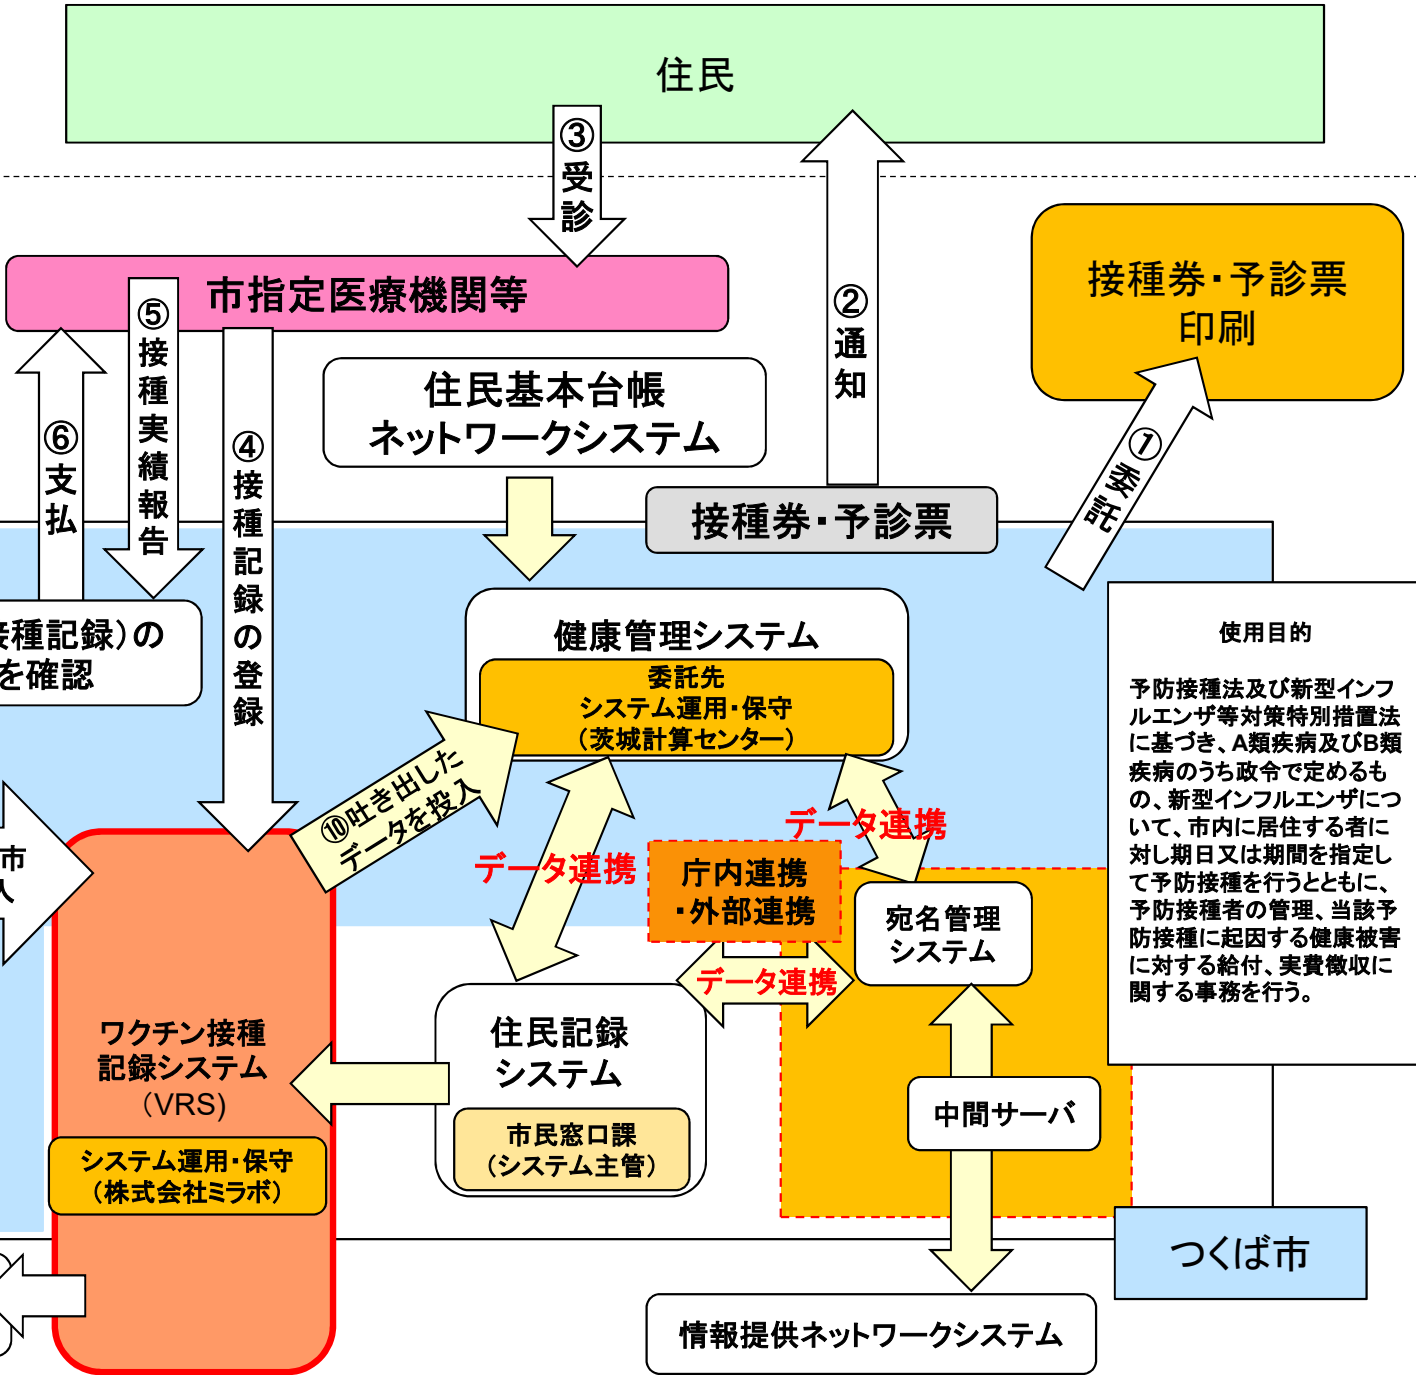 住民
③受診
②通知
接種券・予診票
印刷
市指定医療機関等
⑤接種実績報告
④接種記録の登録
⑥支払
住民基本台帳
ネットワークシステム
①委託
接種券・予診票
接種記録）の
を確認
健康管理システム
委託先
システム運用・保守
（茨城計算センター）
使用目的
予防接種法及び新型インフ
ルエンザ等対策特別措置法
に基づき、A類疾病及びB類
疾病のうち政令で定めるも
の、新型インフルエンザにつ
いて、市内に居住する者に
対し期日又は期間を指定し
て予防接種を行うとともに、
予防接種者の管理、当該予
防接種に起因する健康被害
に対する給付、実費徴収に
関する事務を行う。
⑩吐き出した
データを投入
データ連携
データ連携
庁内連携
・外部連携
市
宛名管理
システム
データ連携
ワクチン接種
記録システム
（VRS)
システム運用・保守
（株式会社ミラボ）
住民記録
システム
市民窓口課
（システム主管）
中間サーバ
つくば市
情報提供ネットワークシステム